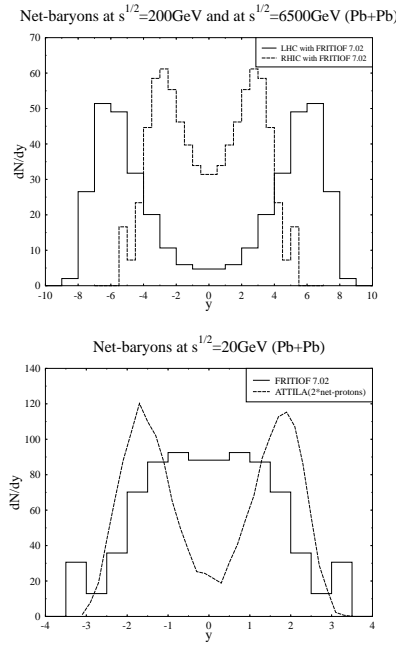 Net-baryons at s^1/2=200GeV and at s^1/2=6500GeV (Pb+Pb)
LHC with FRITIOF 7.02
RHIC with FRITIOF 7.02
70
60
50
40
30
20
10
0
dN/dy
-10 -8 -6 -4 -2 0 2 4 6 8 10
y
Net-baryons at s^1/2=20GeV (Pb+Pb)
FRITIOF 7.02
ATTILA(2*net-protons)
140
120
100
80
60
40
20
0
dN/dy
-4 -3 -2 -1 0 1 2 3 4
y